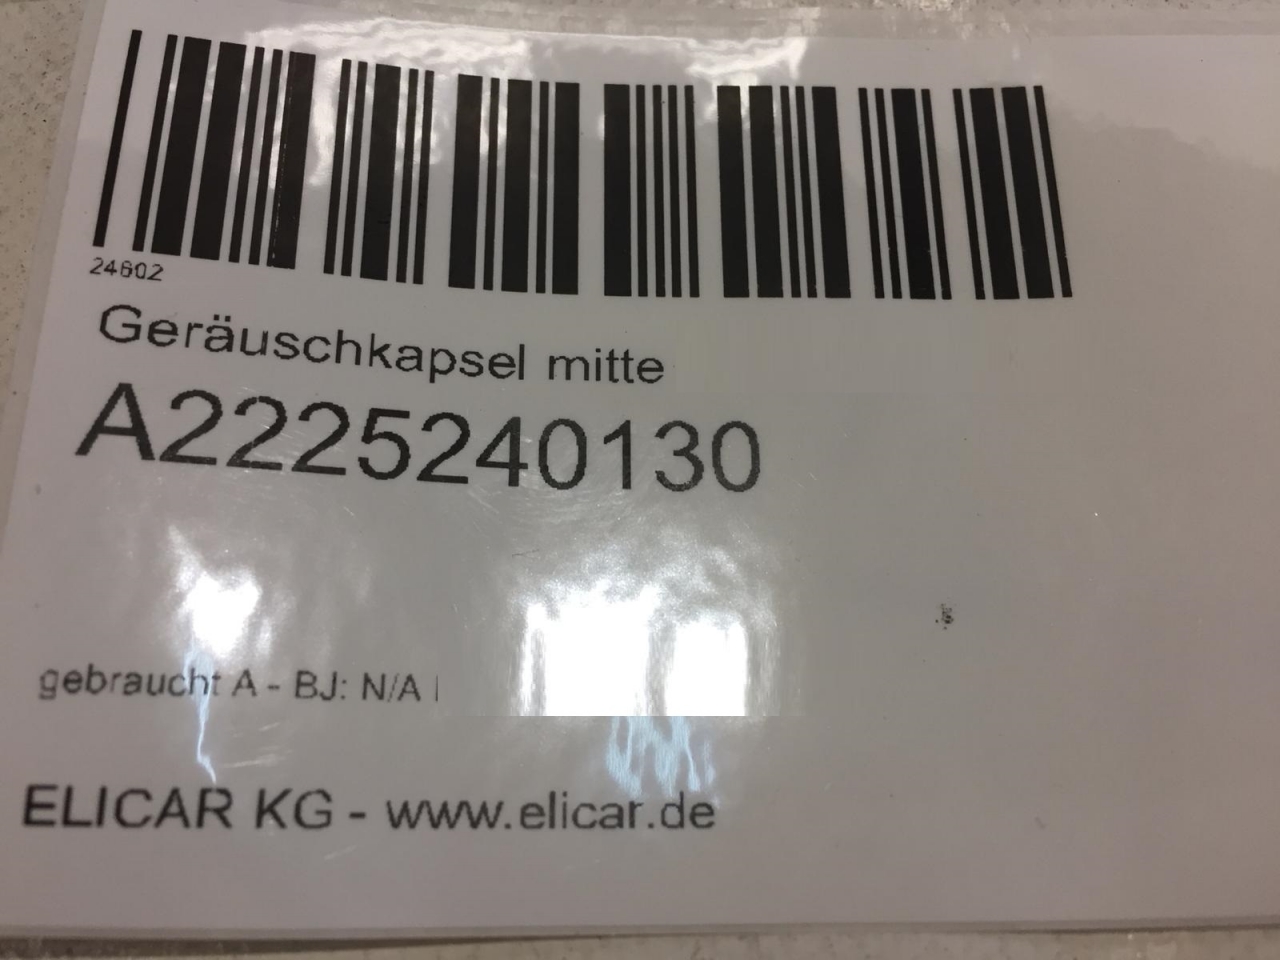 24602
Geräuschkapsel mitte
A2225240130
gebraucht A - BJ: N/A
ELICAR KG - www.elicar.de